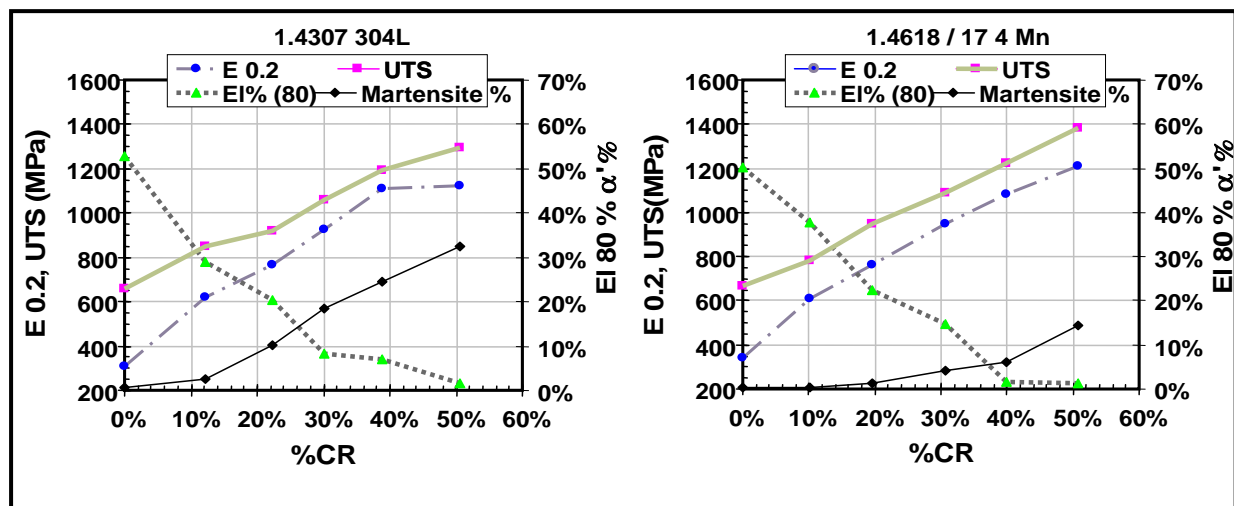 1.4307 304L
E 0.2 UTS
El% (80) Martensite %
1600
1400
1200
1000
800
600
400
200
E 0.2, UTS (MPa)
70%
60%
50%
40%
30%
20%
10%
0%
El 80 % α'%
0% 10% 20% 30% 40% 50% 60%
%CR
1.4618 / 17 4 Mn
E 0.2 UTS
El% (80) Martensite %
1600
1400
1200
1000
800
600
400
200
E 0.2, UTS(MPa)
70%
60%
50%
40%
30%
20%
10%
0%
El 80 % α'%
0% 10% 20% 30% 40% 50% 60%
%CR